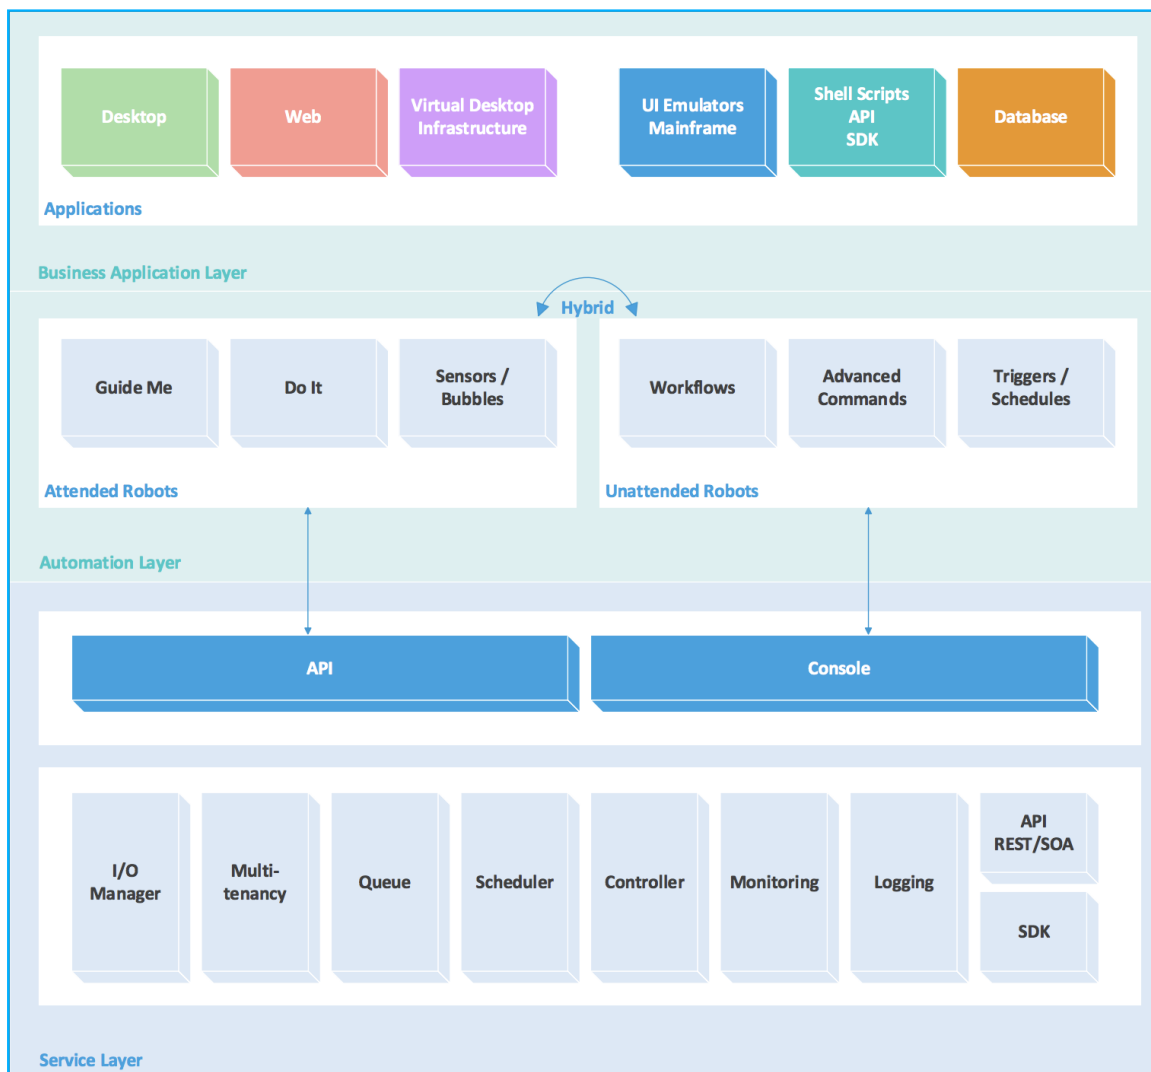 Desktop
Web
Virtual Desktop
Infrastructure
UI Emulators
Mainframe
Shell Scripts
API
SDK
Database
Applications
Business Application Layer
Hybrid
Guide Me
Do It
Sensors /
Bubbles
Attended Robots
Workflows
Advanced
Commands
Triggers /
Schedules
Unattended Robots
Automation Layer
API
Console
I/O
Manager
Multi-
tenancy
Queue
Scheduler
Controller
Monitoring
Logging
API
REST/SOA
SDK
Service Layer